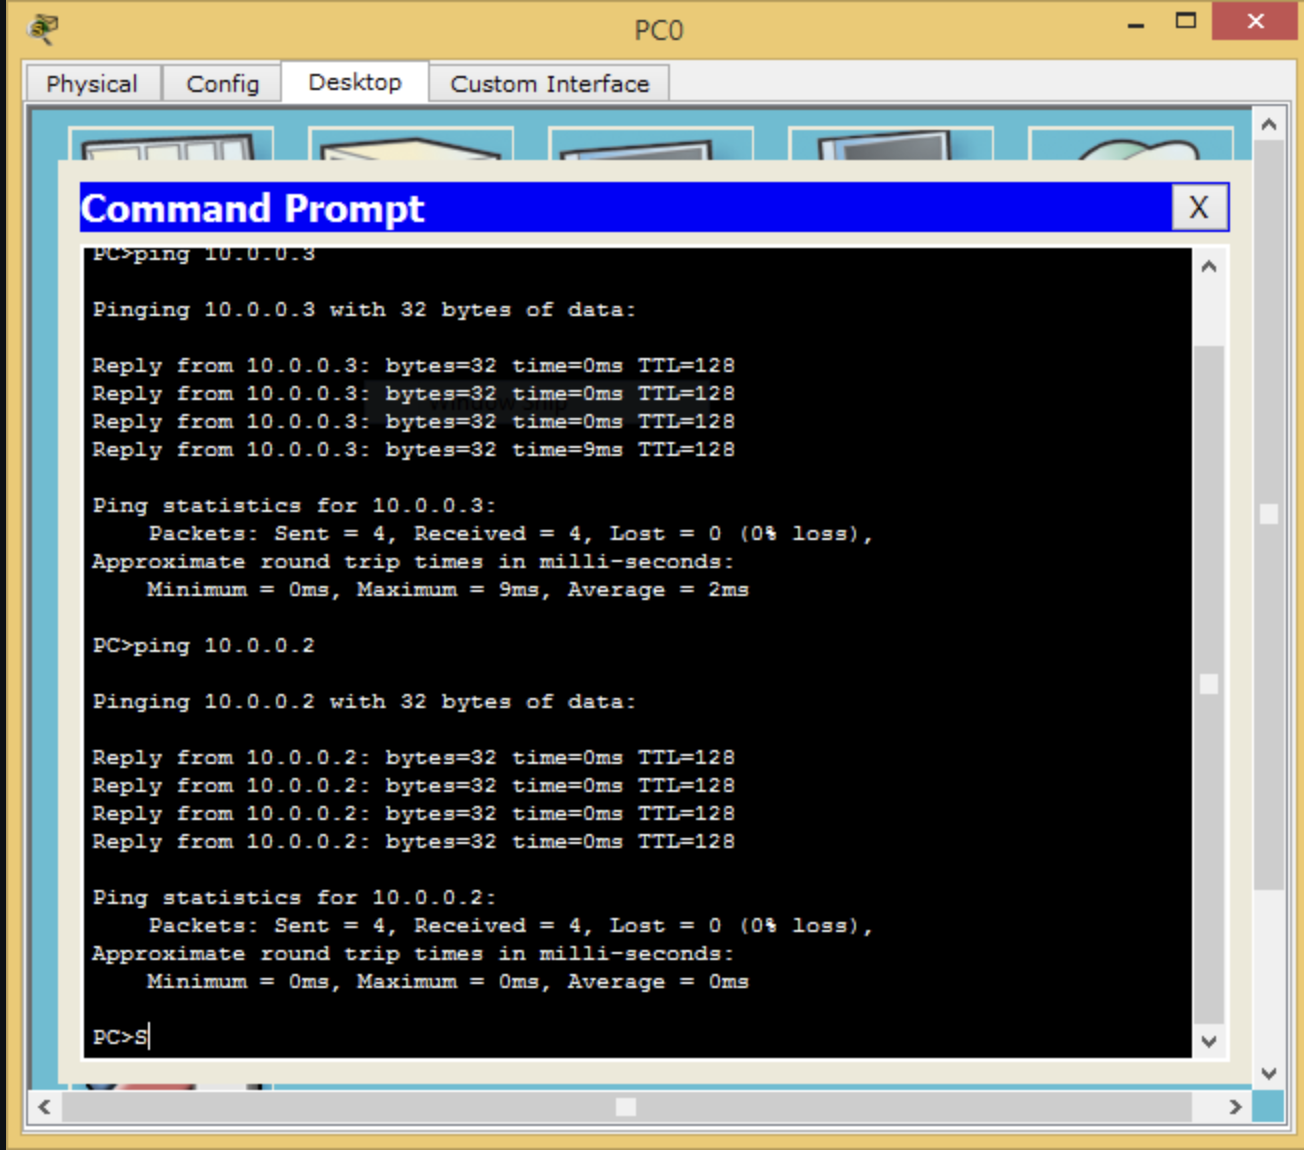 PC0
Physical Config Desktop Custom Interface
Command Prompt X
PC>ping 10.0.0.3
Pinging 10.0.0.3 with 32 bytes of data:
Reply from 10.0.0.3: bytes=32 time=0ms TTL=128
Reply from 10.0.0.3: bytes=32 time=0ms TTL=128
Reply from 10.0.0.3: bytes=32 time=0ms TTL=128
Reply from 10.0.0.3: bytes=32 time=9ms TTL=128
Ping statistics for 10.0.0.3:
Packets: Sent = 4, Received = 4, Lost = 0 (0% loss),
Approximate round trip times in milli-seconds:
Minimum = 0ms, Maximum = 9ms, Average = 2ms
PC>ping 10.0.0.2
Pinging 10.0.0.2 with 32 bytes of data:
Reply from 10.0.0.2: bytes=32 time=0ms TTL=128
Reply from 10.0.0.2: bytes=32 time=0ms TTL=128
Reply from 10.0.0.2: bytes=32 time=0ms TTL=128
Reply from 10.0.0.2: bytes=32 time=0ms TTL=128
Ping statistics for 10.0.0.2:
Packets: Sent = 4, Received = 4, Lost = 0 (0% loss),
Approximate round trip times in milli-seconds:
Minimum = 0ms, Maximum = 0ms, Average = 0ms
PC>S